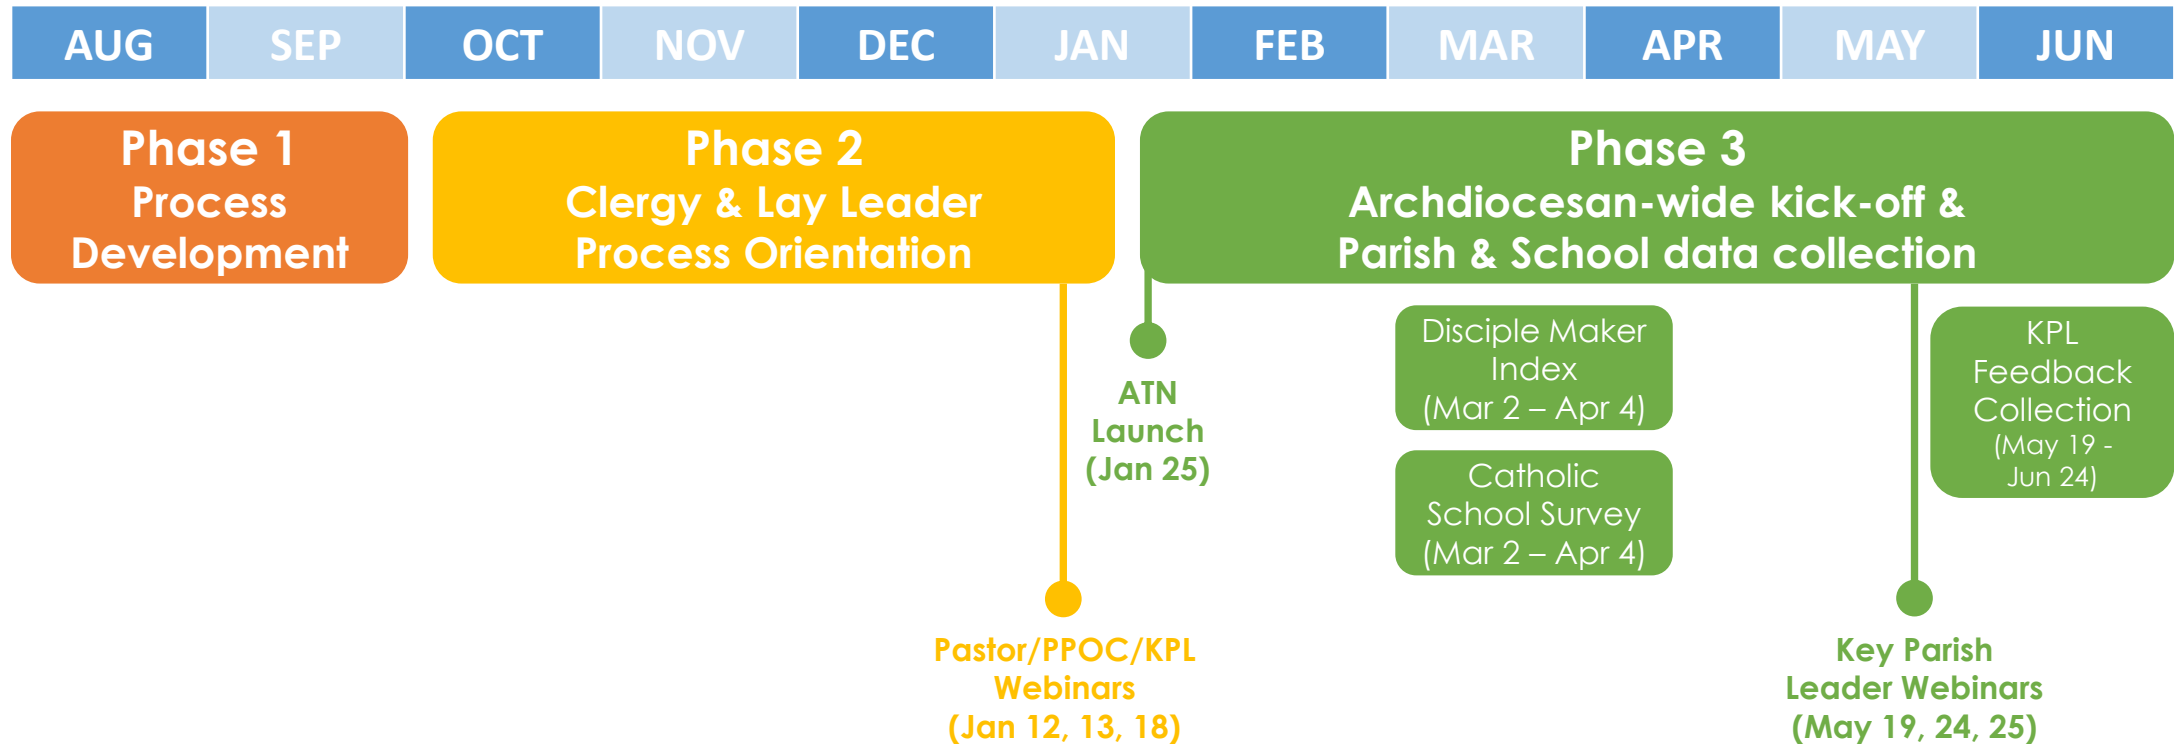 AUG SEP OCT NOV DEC JAN FEB MAR APR MAY JUN
Phase 1
Process
Development
Phase 2
Clergy & Lay Leader
Process Orientation
Phase 3
Archdiocesan-wide kick-off &
Parish & School data collection
ATN
Launch
(Jan 25)
Disciple Maker
Index
(Mar 2 – Apr 4)
Catholic
School Survey
(Mar 2 – Apr 4)
KPL
Feedback
Collection
(May 19 -
Jun 24)
Pastor/PPOC/KPL
Webinars
(Jan 12, 13, 18)
Key Parish
Leader Webinars
(May 19, 24, 25)